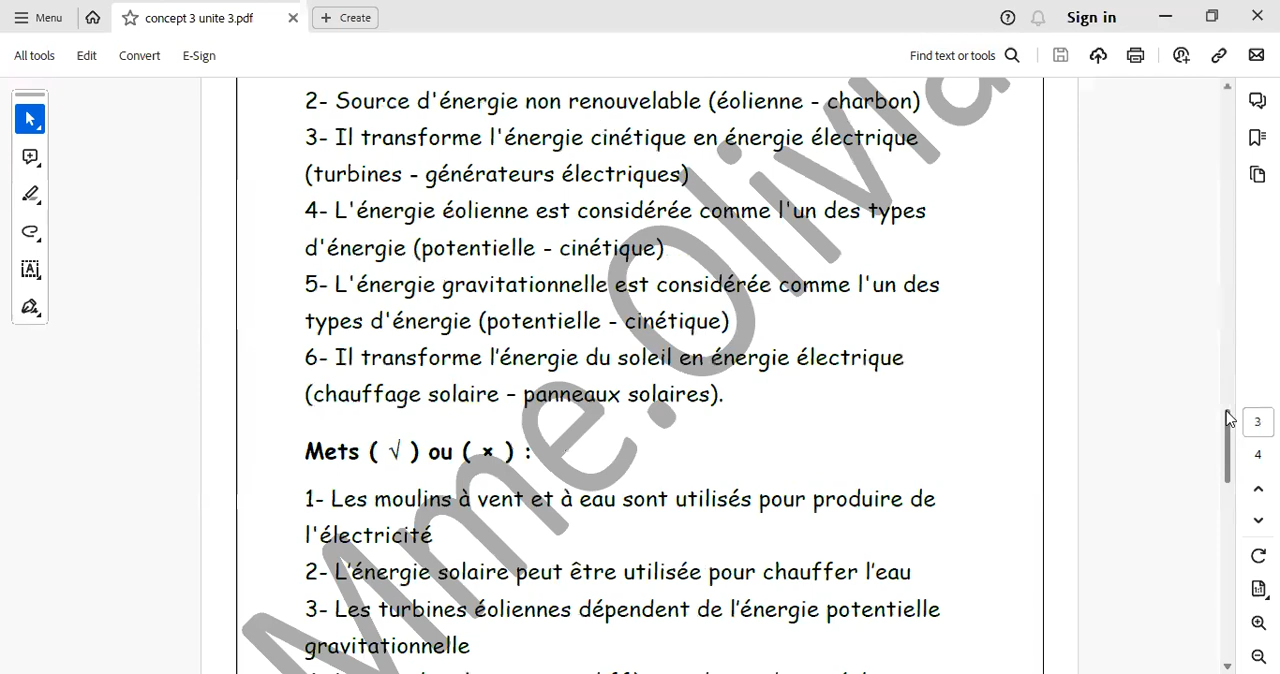 Menu
concept 3 unite 3.pdf
Create
Sign in
All tools
Edit
Convert
E-Sign
Find text or tools
2- Source d'énergie non renouvelable (éolienne - charbon)
3- Il transforme l'énergie cinétique en énergie électrique
(turbines - générateurs électriques)
4- L'énergie éolienne est considérée comme l'un des types
d'énergie (potentielle - cinétique)
5- L'énergie gravitationnelle est considérée comme l'un des
types d'énergie (potentielle - cinétique)
6- Il transforme l’énergie du soleil en énergie électrique
(chauffage solaire – panneaux solaires).
Mets ( √ ) ou ( × ) :
1- Les moulins à vent et à eau sont utilisés pour produire de
l'électricité
2- L’énergie solaire peut être utilisée pour chauffer l’eau
3- Les turbines éoliennes dépendent de l’énergie potentielle
gravitationnelle
Mme.Olivia
3
4